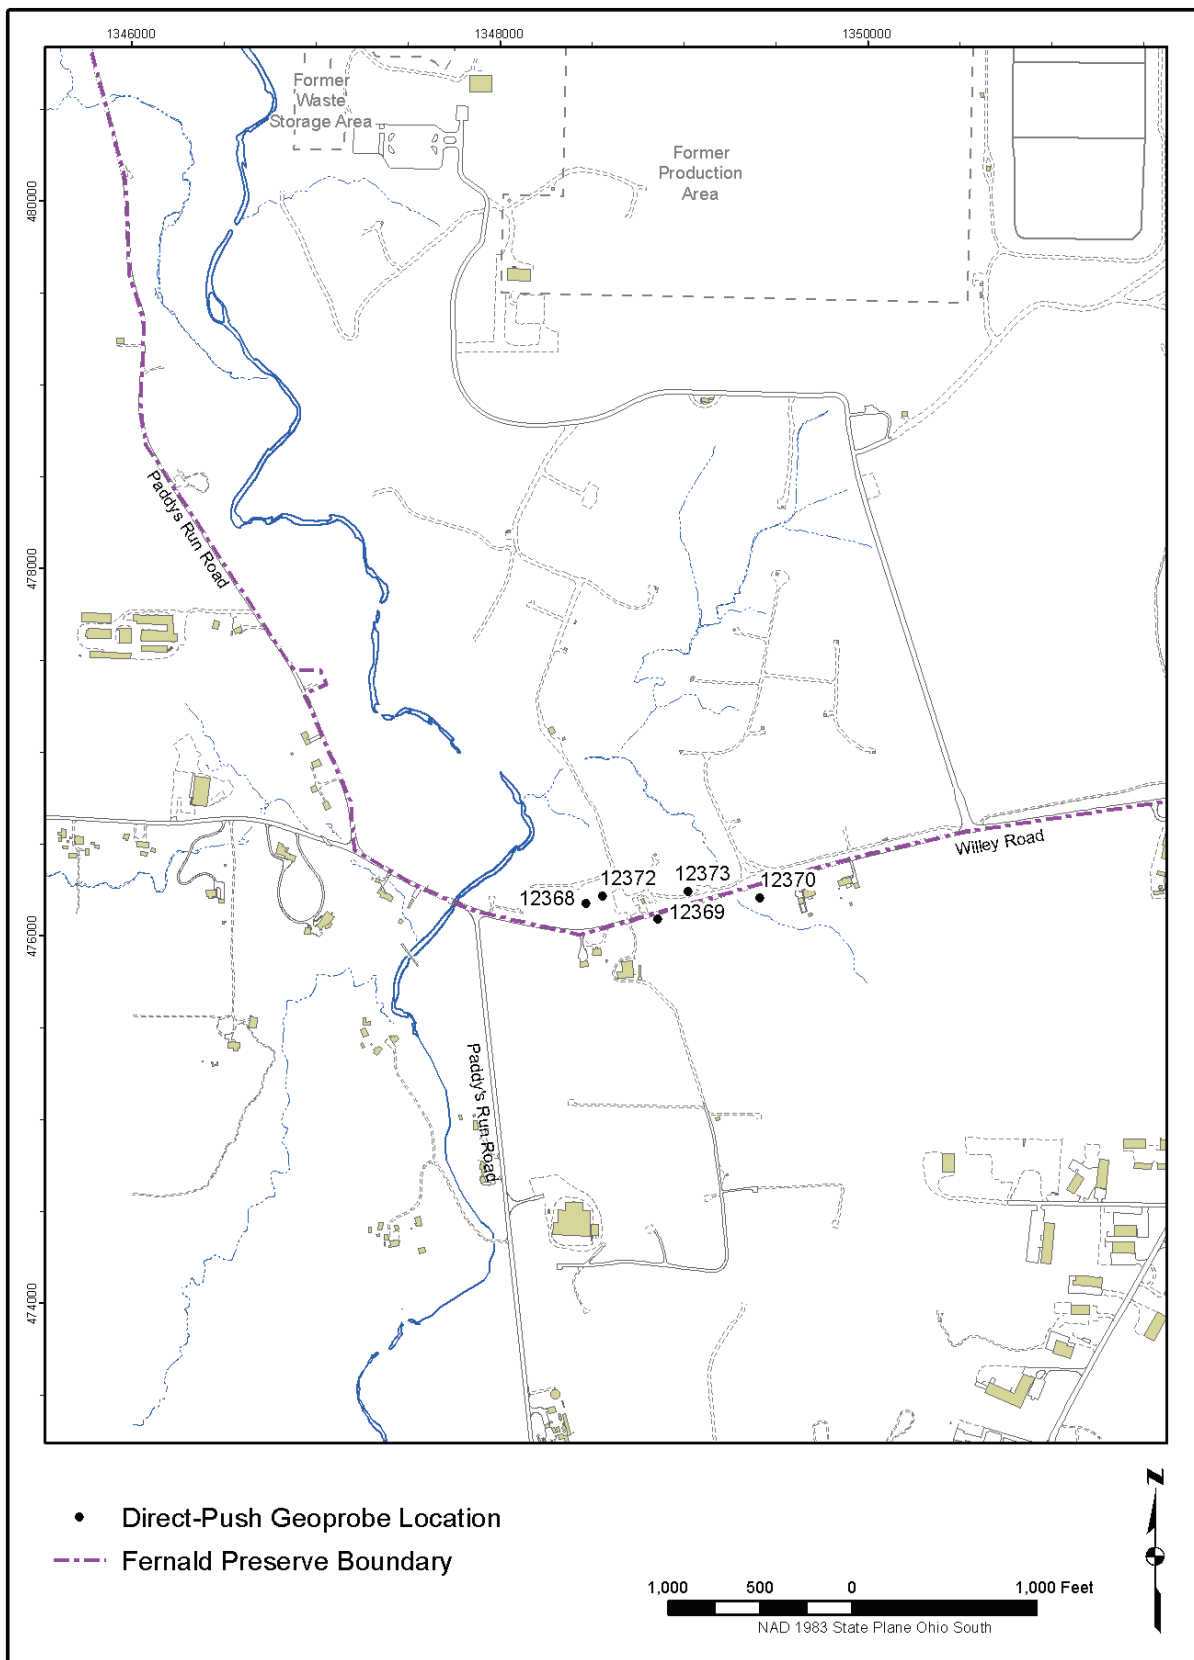 1346000
1348000
1350000
Former
Waste
Storage Area
Former
Production
Area
480000
478000
476000
474000
Paddys Run Road
Willey Road
12372
12373
12370
12368
12369
Paddy's Run Road
Direct-Push Geoprobe Location
Fernald Preserve Boundary
N
1,000 500 0 1,000 Feet
NAD 1983 State Plane Ohio South